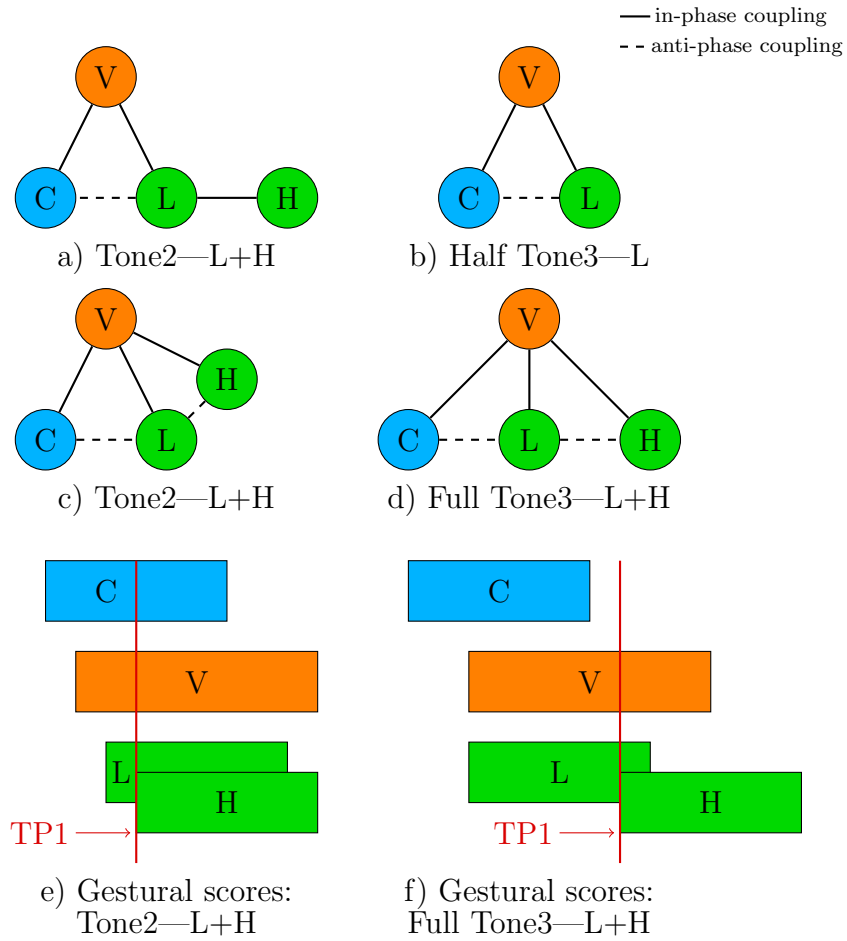 in-phase coupling
anti-phase coupling
V
C
L
H
a) Tone2—L+H
V
C
L
b) Half Tone3—L
V
H
C
L
c) Tone2—L+H
V
C
L
H
d) Full Tone3—L+H
C
V
L
H
TP1
e) Gestural scores:
Tone2—L+H
C
V
L
H
TP1
f) Gestural scores:
Full Tone3—L+H